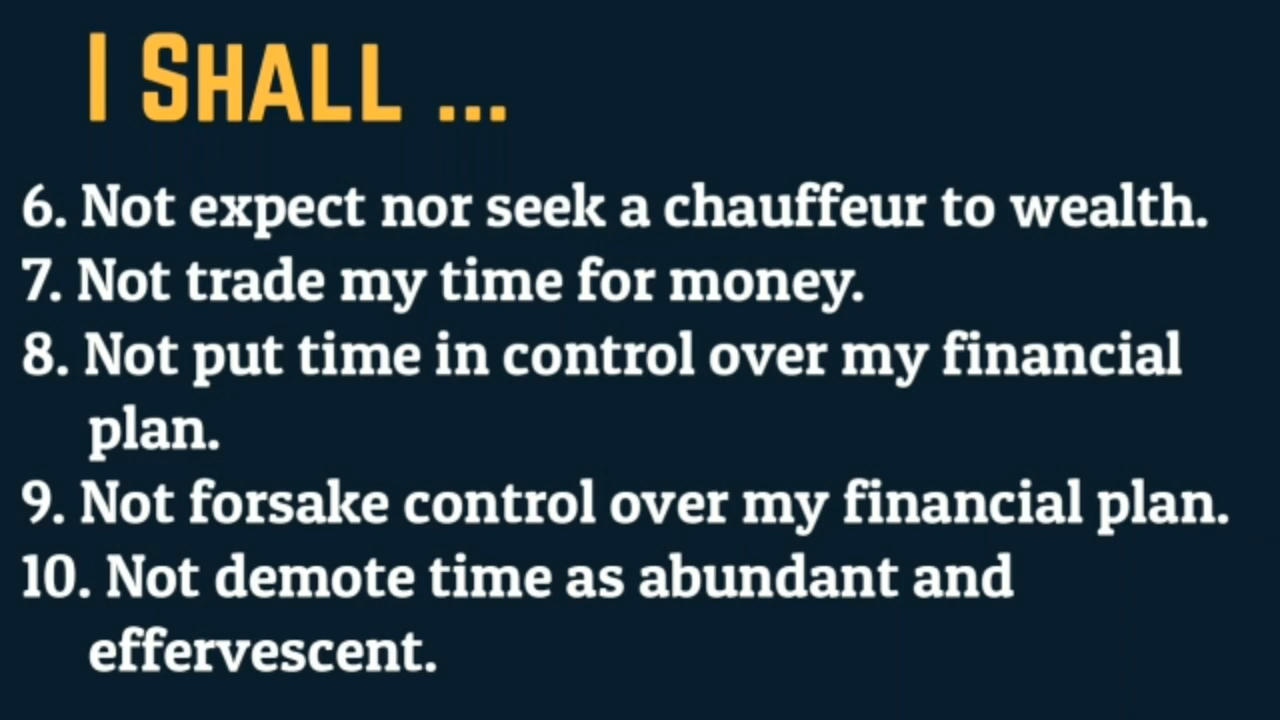 I SHALL ...
6. Not expect nor seek a chauffeur to wealth.
7. Not trade my time for money.
8. Not put time in control over my financial
plan.
9. Not forsake control over my financial plan.
10. Not demote time as abundant and
effervescent.